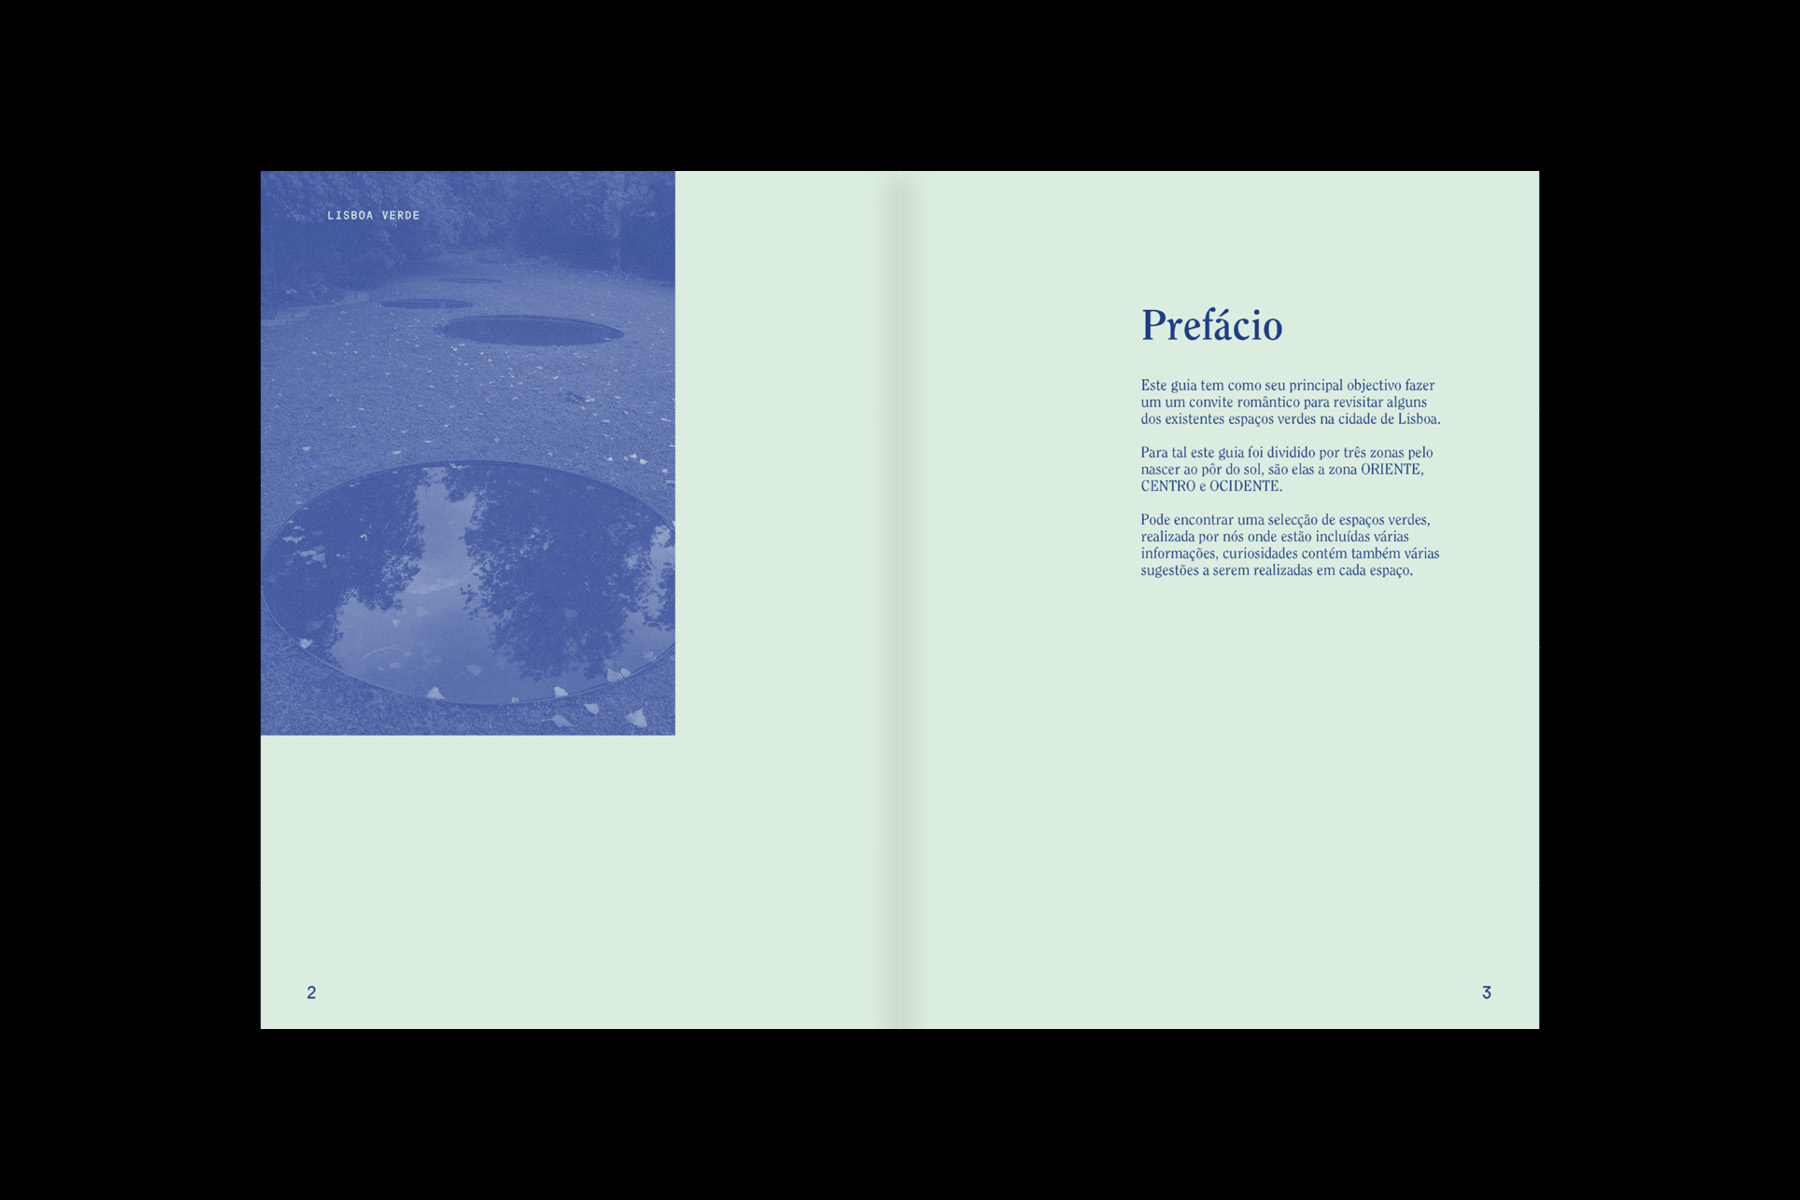 LISBOA VERDE
Prefácio
Este guia tem como seu principal objectivo fazer
um um convite romântico para revisitar alguns
dos existentes espaços verdes na cidade de Lisboa.
Para tal este guia foi dividido por três zonas pelo
nascer ao pôr do sol, são elas a zona ORIENTE,
CENTRO e OCIDENTE.
Pode encontrar uma selecção de espaços verdes,
realizada por nós onde estão incluídas várias
informações, curiosidades contém também várias
sugestões a serem realizadas em cada espaço.
2
3